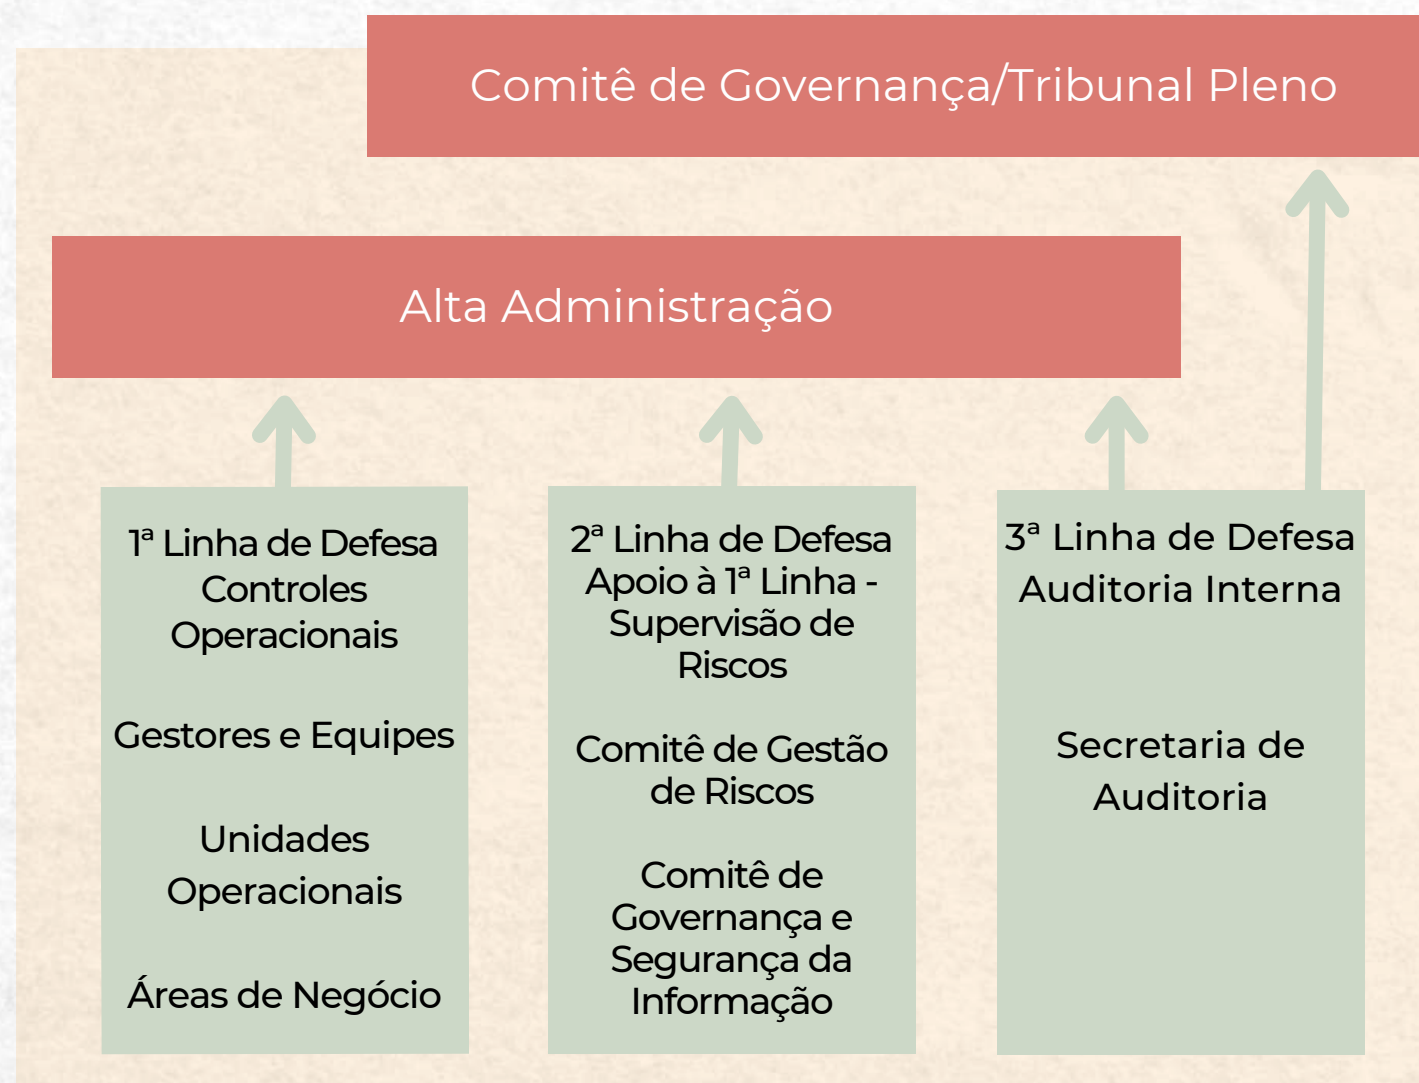 Comitê de Governança/Tribunal Pleno
Alta Administração
1ª Linha de Defesa
Controles
Operacionais
Gestores e Equipes
Unidades
Operacionais
Áreas de Negócio
2ª Linha de Defesa
Apoio à 1ª Linha -
Supervisão de
Riscos
Comitê de Gestão
de Riscos
Comitê de
Governança e
Segurança da
Informação
3ª Linha de Defesa
Auditoria Interna
Secretaria de
Auditoria